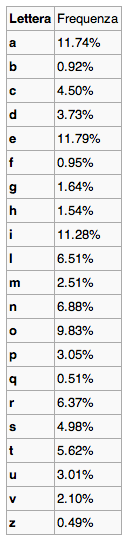 Lettera Frequenza
a 11.74%
b 0.92%
c 4.50%
d 3.73%
e 11.79%
f 0.95%
g 1.64%
h 1.54%
i 11.28%
l 6.51%
m 2.51%
n 6.88%
o 9.83%
p 3.05%
q 0.51%
r 6.37%
s 4.98%
t 5.62%
u 3.01%
v 2.10%
z 0.49%